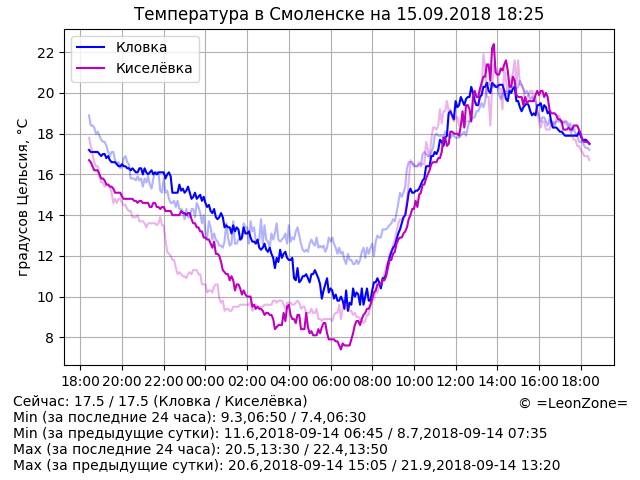 Температура в Смоленске на 15.09.2018 18:25
градусов Цельсия, °C
22
20
18
16
14
12
10
8
Кловка
Киселёвка
18:00 20:00 22:00 00:00 02:00 04:00 06:00 08:00 10:00 12:00 14:00 16:00 18:00
Сейчас: 17.5 / 17.5 (Кловка / Киселёвка)
© =LeonZone=
Min (за последние 24 часа): 9.3,06:50 / 7.4,06:30
Min (за предыдущие сутки): 11.6,2018-09-14 06:45 / 8.7,2018-09-14 07:35
Max (за последние 24 часа): 20.5,13:30 / 22.4,13:50
Max (за предыдущие сутки): 20.6,2018-09-14 15:05 / 21.9,2018-09-14 13:20